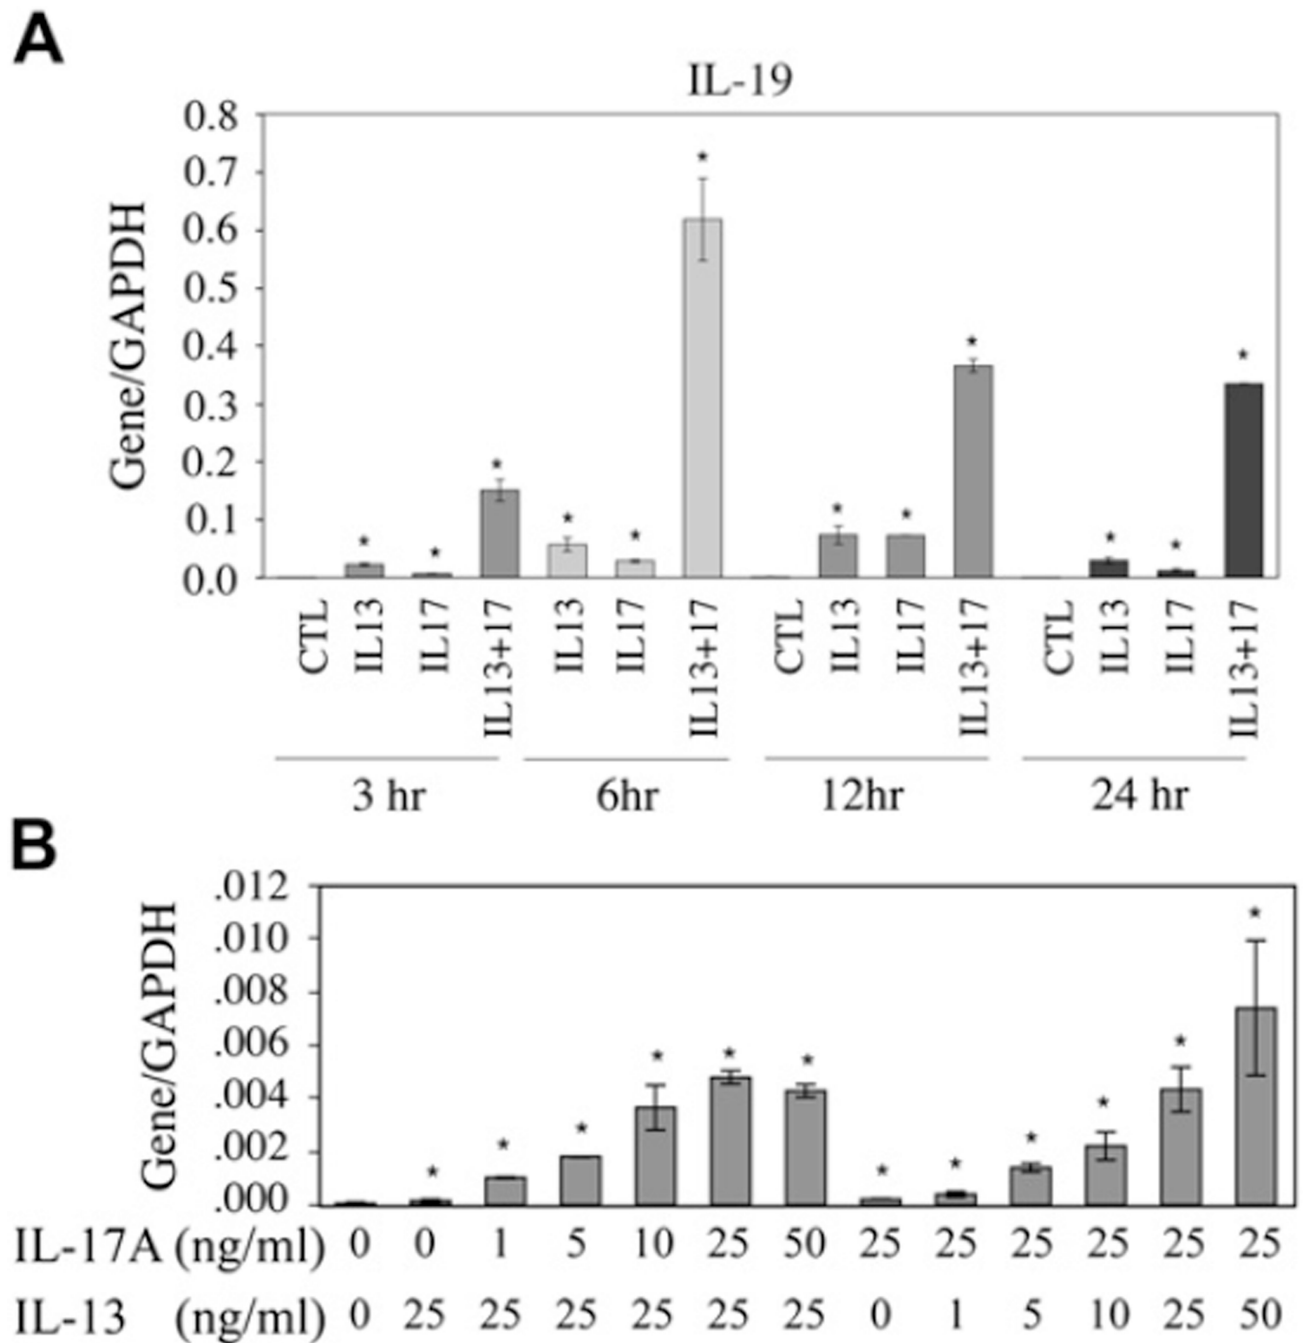 A
IL-19
Gene/GAPDH
0.8
0.7
0.6
0.5
0.4
0.3
0.2
0.1
0.0
* * * * * * * * * * * *
CTL IL13 IL17 IL13+17 IL13 IL17 IL13+17 CTL IL13 IL17 IL13+17 CTL IL13 IL17 IL13+17
3 hr 6hr 12hr 24 hr
B
Gene/GAPDH
.012
.010
.008
.006
.004
.002
.000
* * * * * * * * * * * *
IL-17A (ng/ml) 0 0 1 5 10 25 50 25 25 25 25 25 25
IL-13 (ng/ml) 0 25 25 25 25 25 25 0 1 5 10 25 50